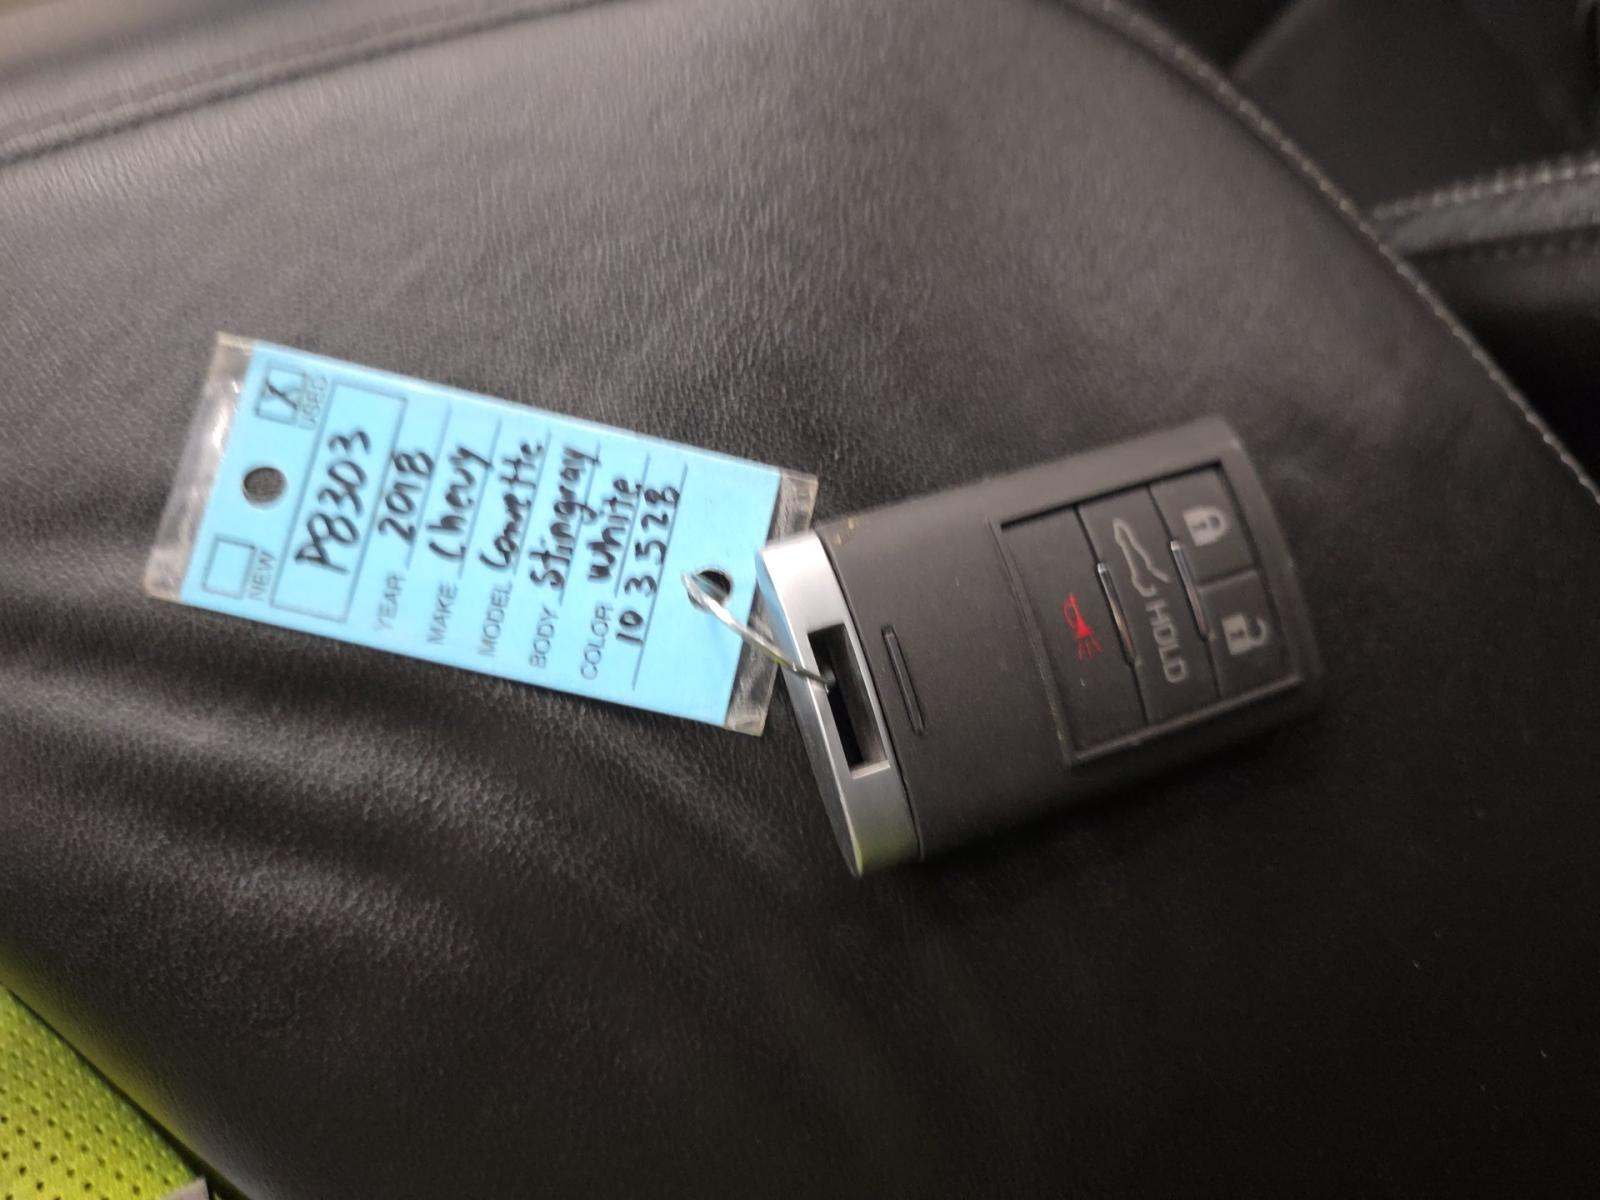 X
USED
NEW
P8303
YEAR 2018
MAKE Chevy
MODEL Corvette
BODY Stingray
COLOR White
103528
HOLD